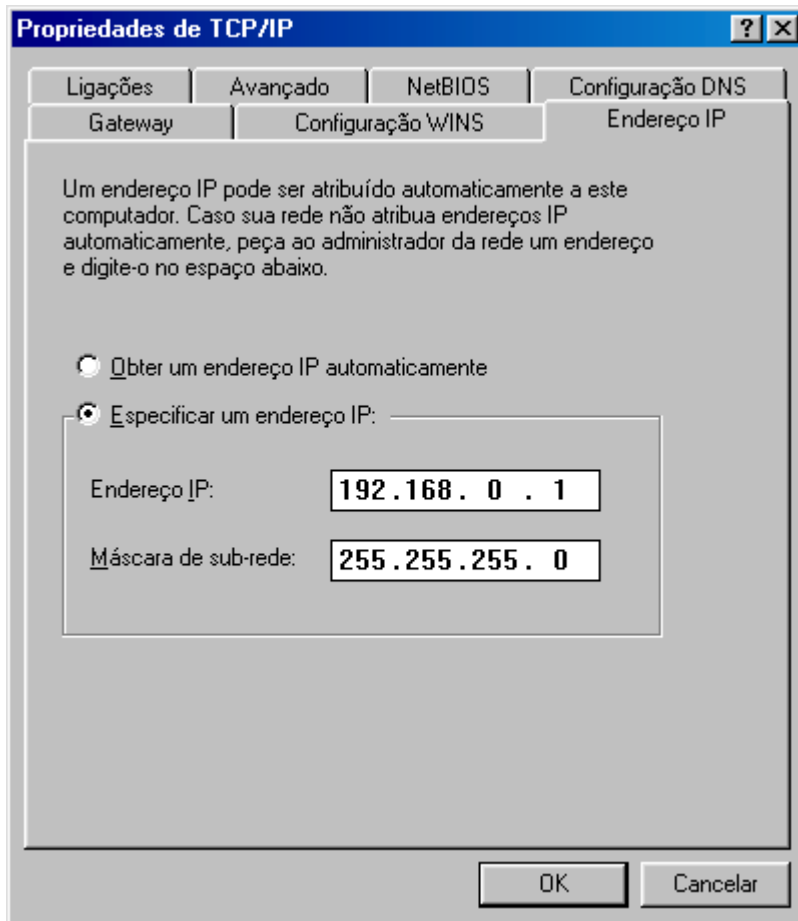 Propriedades de TCP/IP
Ligações Avançado NetBIOS Configuração DNS
Gateway Configuração WINS Endereço IP
Um endereço IP pode ser atribuído automaticamente a este
computador. Caso sua rede não atribua endereços IP
automaticamente, peça ao administrador da rede um endereço
e digite-o no espaço abaixo.
Obter um endereço IP automaticamente
Especificar um endereço IP:
Endereço IP: 192.168. 0 . 1
Máscara de sub-rede: 255.255.255. 0
OK Cancelar